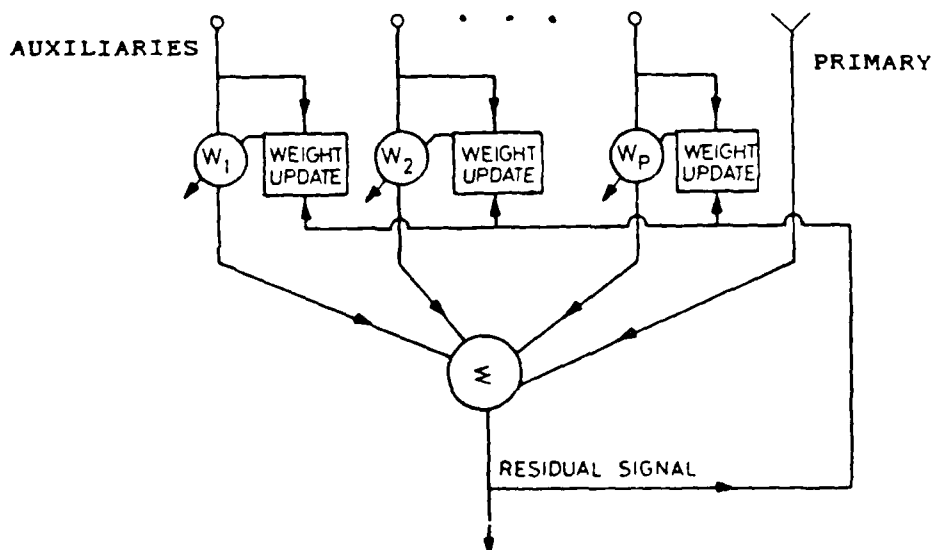 AUXILIARIES
PRIMARY
W1
WEIGHT
UPDATE
W2
WEIGHT
UPDATE
WP
WEIGHT
UPDATE
Σ
RESIDUAL SIGNAL